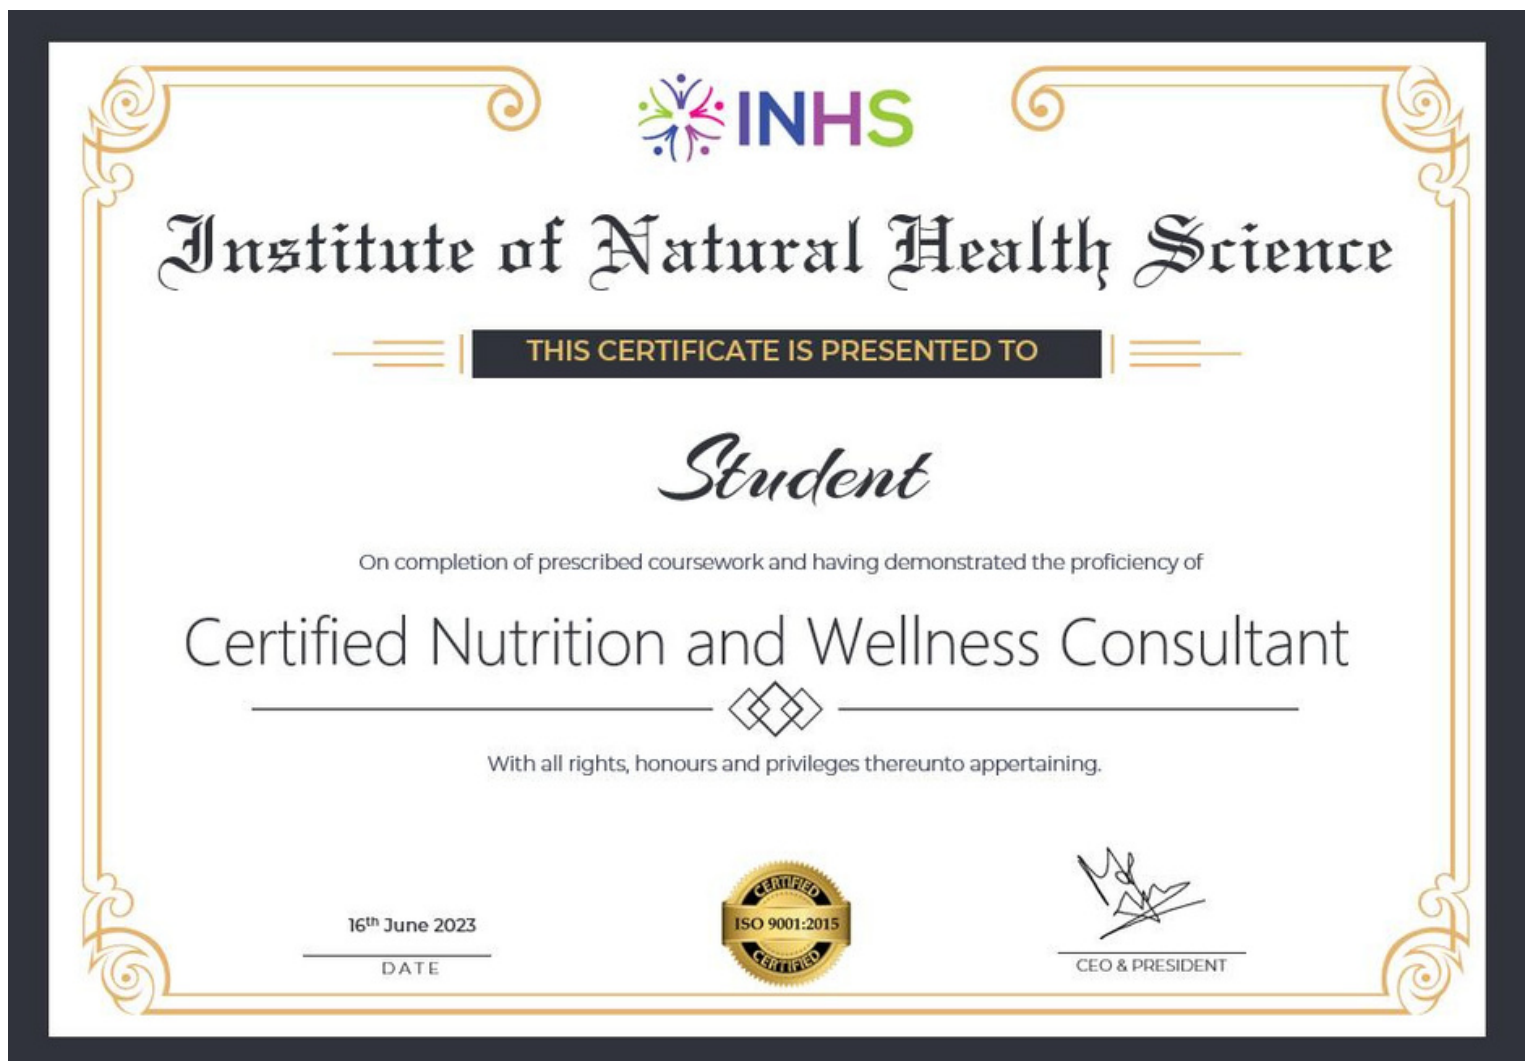 INHS
Institute of Natural Health Science
THIS CERTIFICATE IS PRESENTED TO
Student
On completion of prescribed coursework and having demonstrated the proficiency of
Certified Nutrition and Wellness Consultant
With all rights, honours and privileges thereunto appertaining.
16th June 2023
DATE
CERTIFIED
ISO 9001:2015
CERTIFIED
CEO & PRESIDENT